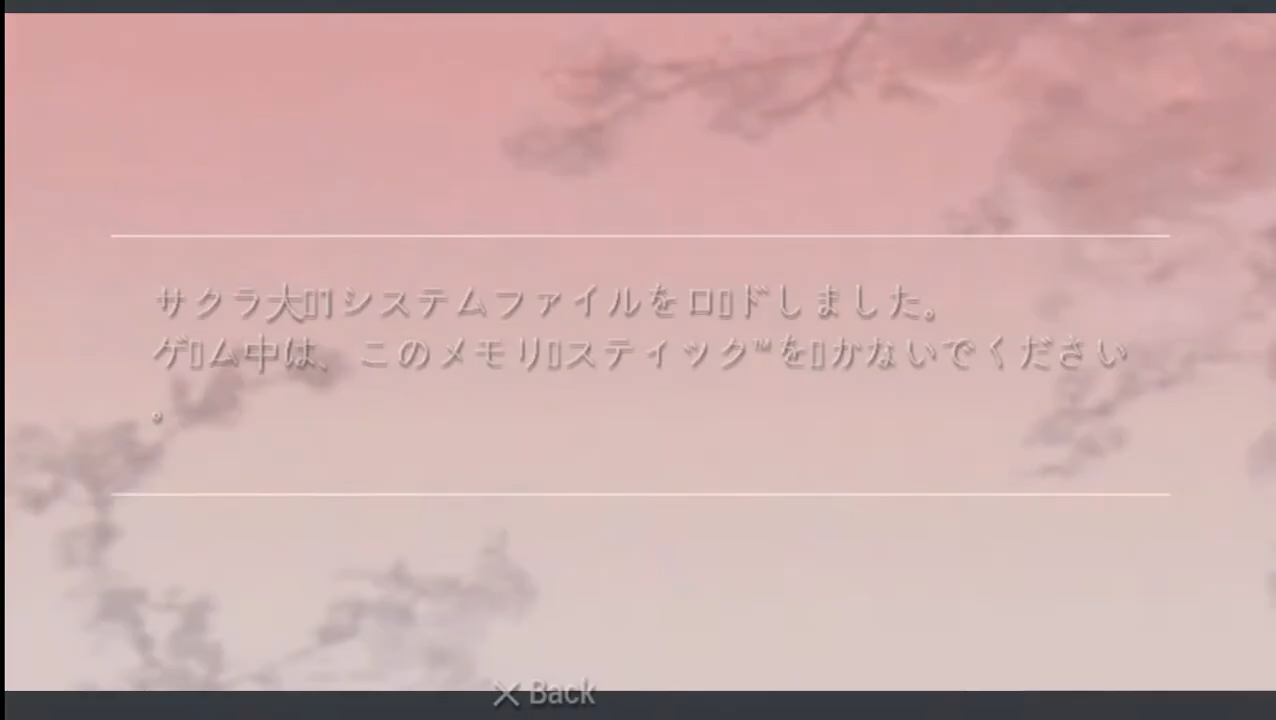 サクラ大▯1システムファイルをロ▯ドしました。
ゲ▯ム中は、このメモリ▯スティック™を▯かないでください
。
✕ Back